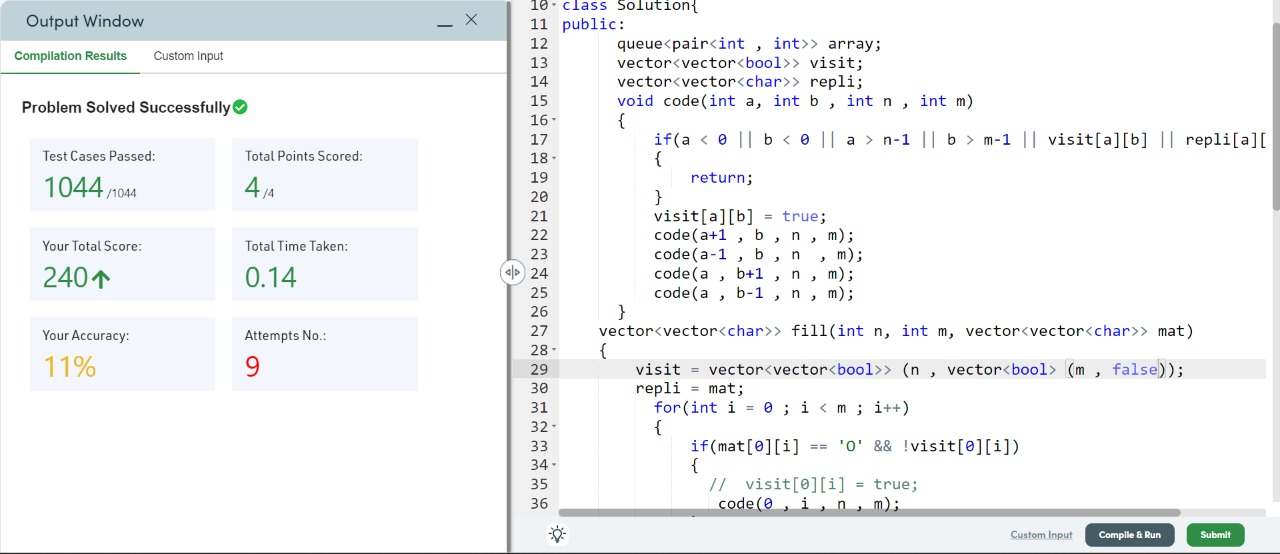 Output Window
Compilation Results Custom Input
Problem Solved Successfully
Test Cases Passed:
1044 /1044
Total Points Scored:
4 /4
Your Total Score:
240
Total Time Taken:
0.14
Your Accuracy:
11%
Attempts No.:
9
10 class Solution{
11 public:
12 queue<pair<int , int>> array;
13 vector<vector<bool>> visit;
14 vector<vector<char>> repli;
15 void code(int a, int b , int n , int m)
16 {
17 if(a < 0 || b < 0 || a > n-1 || b > m-1 || visit[a][b] || repli[a][
18 {
19 return;
20 }
21 visit[a][b] = true;
22 code(a+1 , b , n , m);
23 code(a-1 , b , n , m);
24 code(a , b+1 , n , m);
25 code(a , b-1 , n , m);
26 }
27 vector<vector<char>> fill(int n, int m, vector<vector<char>> mat)
28 {
29 visit = vector<vector<bool>> (n , vector<bool> (m , false));
30 repli = mat;
31 for(int i = 0 ; i < m ; i++)
32 {
33 if(mat[0][i] == 'O' && !visit[0][i])
34 {
35 // visit[0][i] = true;
36 code(0 , i , n , m);
Custom Input Compile & Run Submit